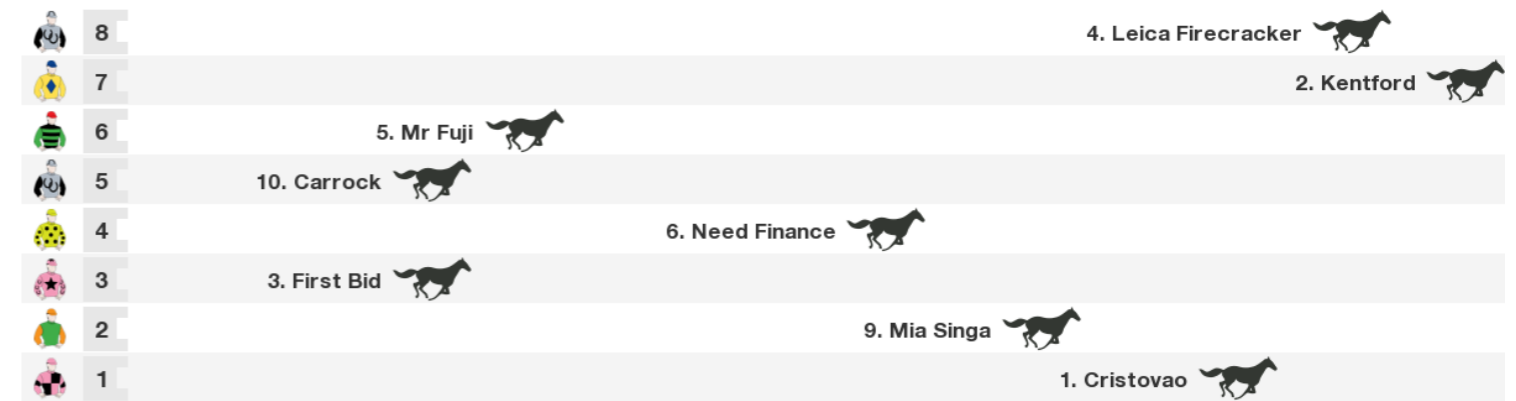 8 4. Leica Firecracker
7 2. Kentford
6 5. Mr Fuji
5 10. Carrock
4 6. Need Finance
3 3. First Bid
2 9. Mia Singa
1 1. Cristovao